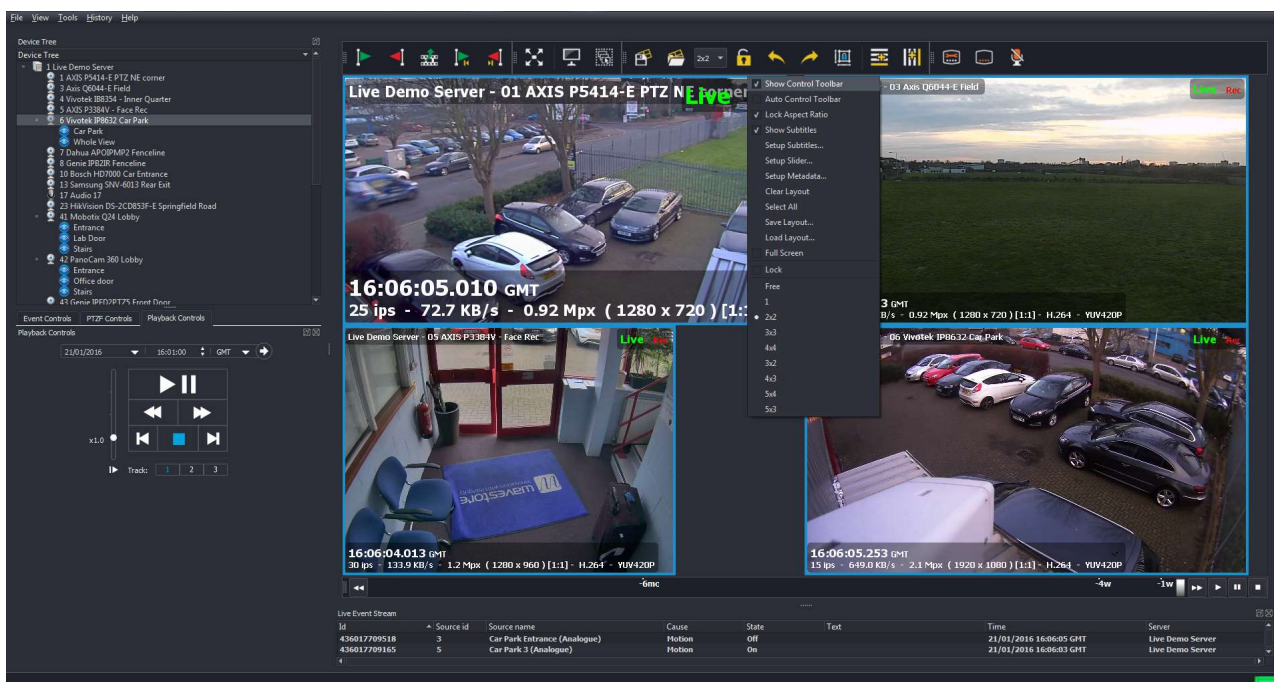 File View Tools History Help
Device Tree
Device Tree
1 Live Demo Server
1 AXIS P5414-E PTZ NE corner
3 Axis Q6044-E Field
4 Vivotek IB8354 - Inner Quarter
5 AXIS P3384V - Face Rec
6 Vivotek IP8632 Car Park
Car Park
Whole View
7 Dahua APOIPMP2 Fenceline
8 Genie IPB2IR Fenceline
10 Bosch HD7000 Car Entrance
13 Samsung SNV-6013 Rear Exit
17 Audio 17
23 HikVision DS-2CD853F-E Springfield Road
41 Mobotix Q24 Lobby
Entrance
Lab Door
Stairs
42 PanoCam 360 Lobby
Entrance
Office door
Stairs
43 Genie IPFD2PTZ5 Front Door
Event Controls PTZF Controls Playback Controls
Playback Controls
21/01/2016 16:01:00 GMT
x1.0
Track: 1 2 3
2x2
Live Demo Server - 01 AXIS P5414-E PTZ NE corner
Live
16:06:05.010 GMT
25 ips - 72.7 KB/s - 0.92 Mpx ( 1280 x 720 ) [1:
Show Control Toolbar
Auto Control Toolbar
Lock Aspect Ratio
Show Subtitles
Setup Subtitles...
Setup Slider...
Setup Metadata...
Clear Layout
Select All
Save Layout...
Load Layout...
Full Screen
Lock
Free
1
2x2
3x3
4x4
3x2
4x3
5x4
5x3
- 03 Axis Q6044-E Field
Live Rec
3 GMT
B/s - 0.92 Mpx ( 1280 x 720 ) [1:1] - H.264 - YUV420P
Live Demo Server - 05 AXIS P3384V - Face Rec
Live Rec
wavestore
16:06:04.013 GMT
30 ips - 133.9 KB/s - 1.2 Mpx ( 1280 x 960 ) [1:1] - H.264 - YUV420P
- 06 Vivotek IP8632 Car Park
Live Rec
16:06:05.253 GMT
15 ips - 649.0 KB/s - 2.1 Mpx ( 1920 x 1080 ) [1:1] - H.264 - YUV420P
-6mc -4w -1w
Live Event Stream
Id Source id Source name Cause State Text Time Server
436017709518 3 Car Park Entrance (Analogue) Motion Off 21/01/2016 16:06:05 GMT Live Demo Server
436017709165 5 Car Park 3 (Analogue) Motion On 21/01/2016 16:06:03 GMT Live Demo Server